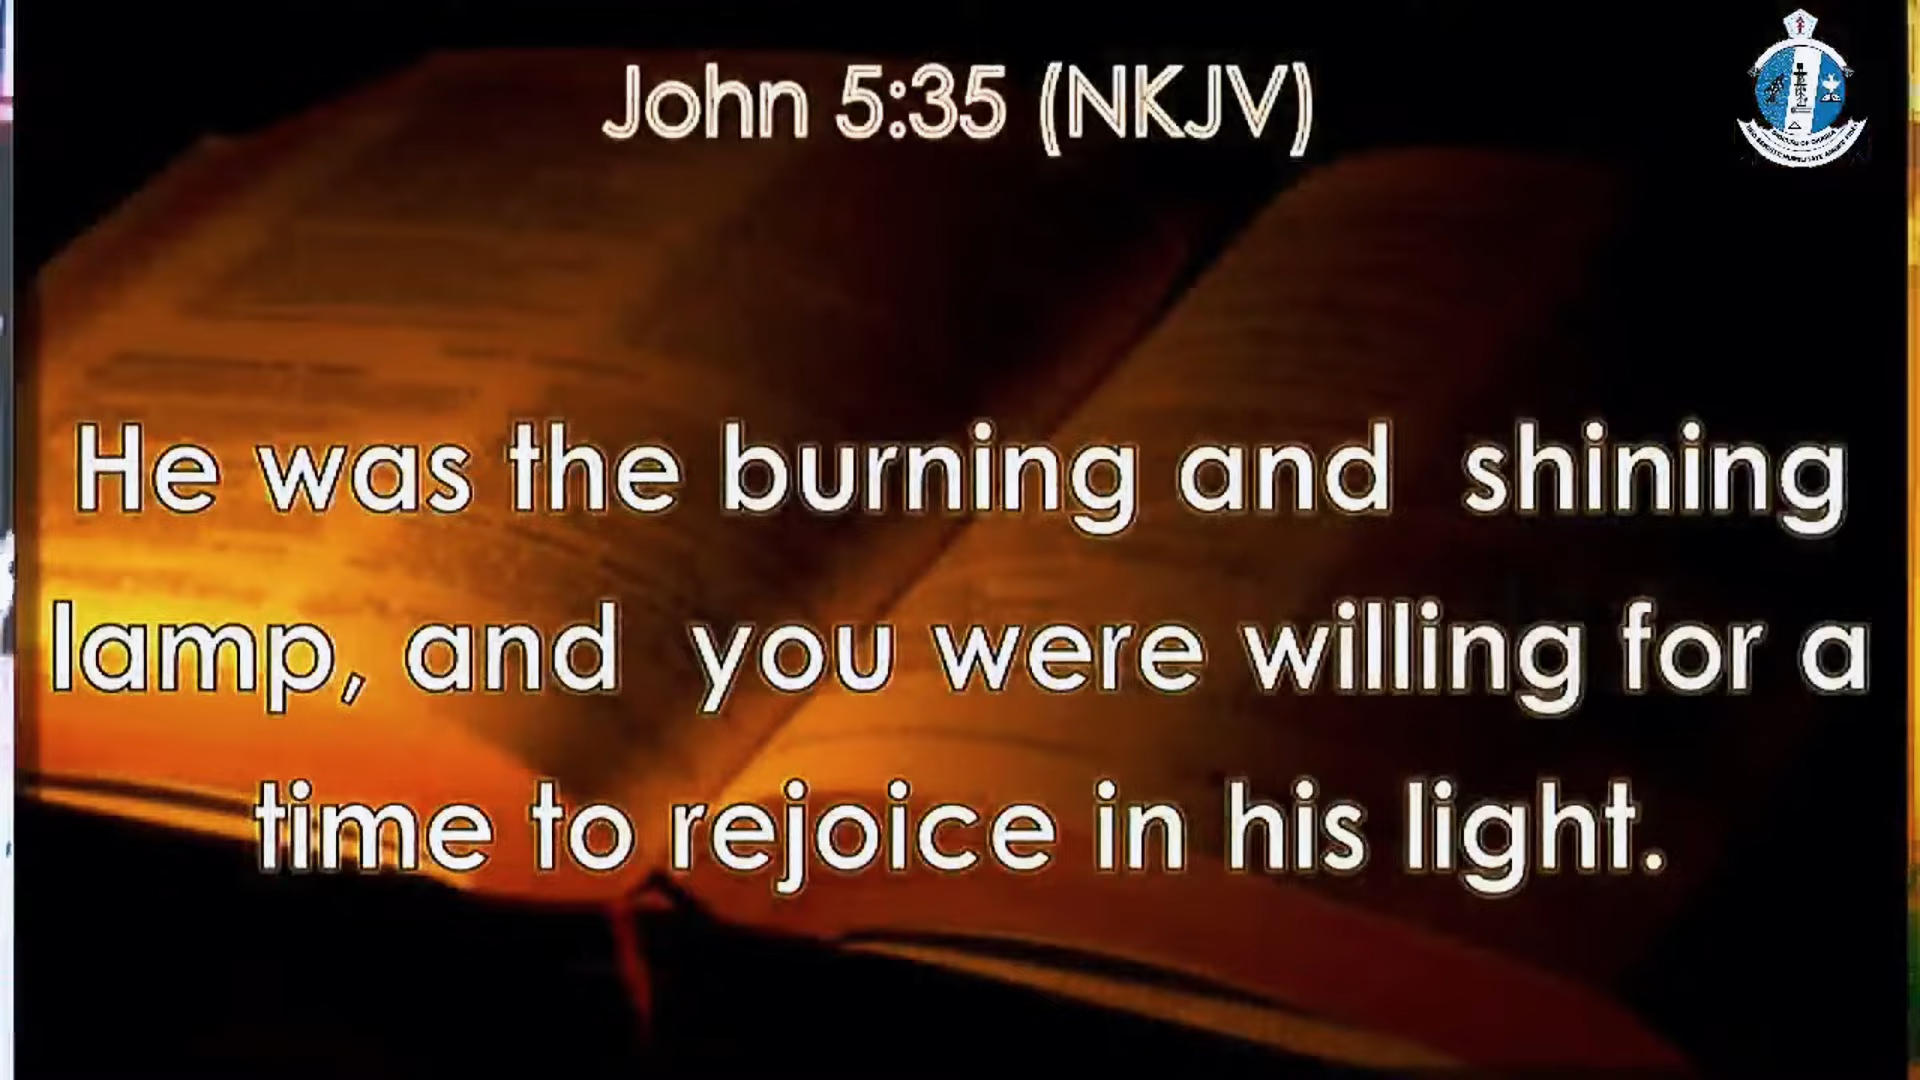 John 5:35 (NKJV)
He was the burning and shining
lamp, and you were willing for a
time to rejoice in his light.